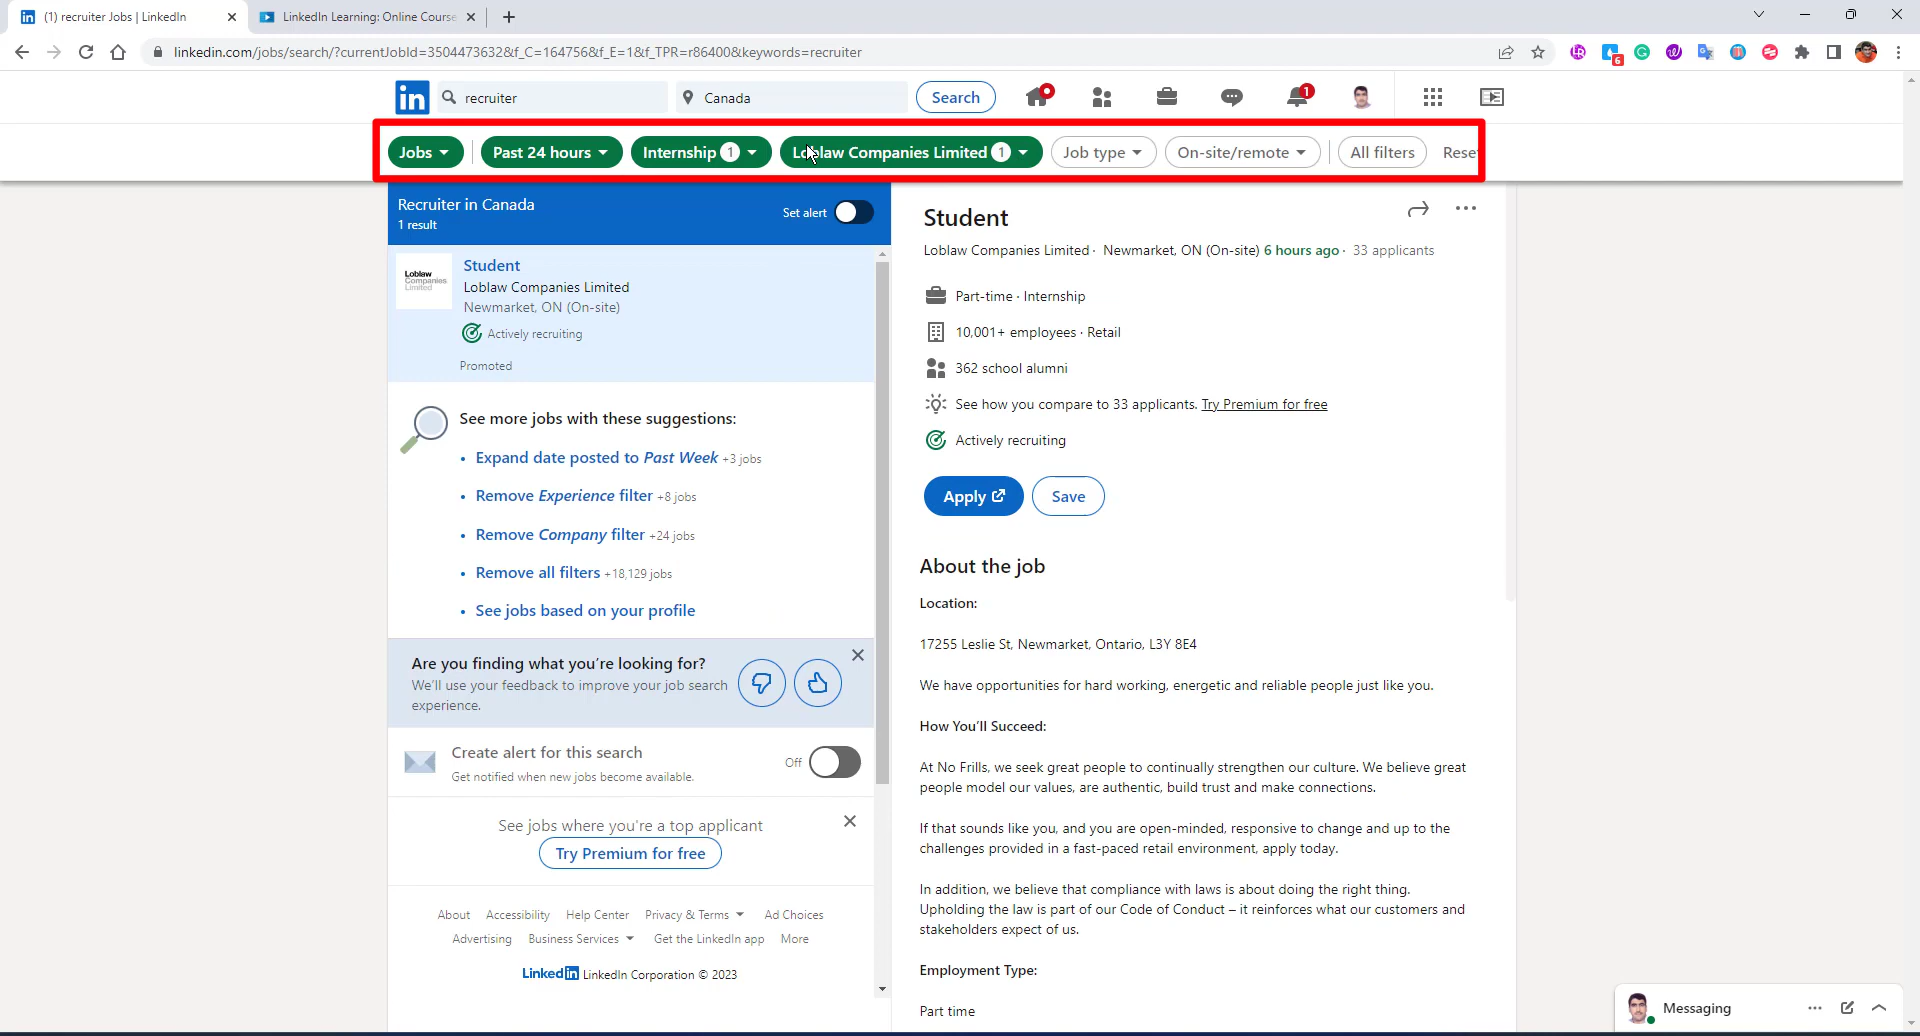 (1) recruiter Jobs | LinkedIn
LinkedIn Learning: Online Course
linkedin.com/jobs/search/?currentJobId=3504473632&f_C=164756&f_E=1&f_TPR=r86400&keywords=recruiter
6
in
recruiter
Canada
Search
1
Jobs
Past 24 hours
Internship 1
Loblaw Companies Limited 1
Job type
On-site/remote
All filters
Reset
Recruiter in Canada
1 result
Set alert
Loblaw
Companies
Limited
Student
Loblaw Companies Limited
Newmarket, ON (On-site)
Actively recruiting
Promoted
See more jobs with these suggestions:
• Expand date posted to Past Week +3 jobs
• Remove Experience filter +8 jobs
• Remove Company filter +24 jobs
• Remove all filters +18,129 jobs
• See jobs based on your profile
Are you finding what you’re looking for?
We’ll use your feedback to improve your job search
experience.
Create alert for this search
Get notified when new jobs become available.
Off
See jobs where you're a top applicant
Try Premium for free
About Accessibility Help Center Privacy & Terms Ad Choices
Advertising Business Services Get the LinkedIn app More
LinkedIn LinkedIn Corporation © 2023
Student
Loblaw Companies Limited · Newmarket, ON (On-site) 6 hours ago · 33 applicants
Part-time · Internship
10,001+ employees · Retail
362 school alumni
See how you compare to 33 applicants. Try Premium for free
Actively recruiting
Apply
Save
About the job
Location:
17255 Leslie St, Newmarket, Ontario, L3Y 8E4
We have opportunities for hard working, energetic and reliable people just like you.
How You’ll Succeed:
At No Frills, we seek great people to continually strengthen our culture. We believe great
people model our values, are authentic, build trust and make connections.
If that sounds like you, and you are open-minded, responsive to change and up to the
challenges provided in a fast-paced retail environment, apply today.
In addition, we believe that compliance with laws is about doing the right thing.
Upholding the law is part of our Code of Conduct – it reinforces what our customers and
stakeholders expect of us.
Employment Type:
Part time
Messaging